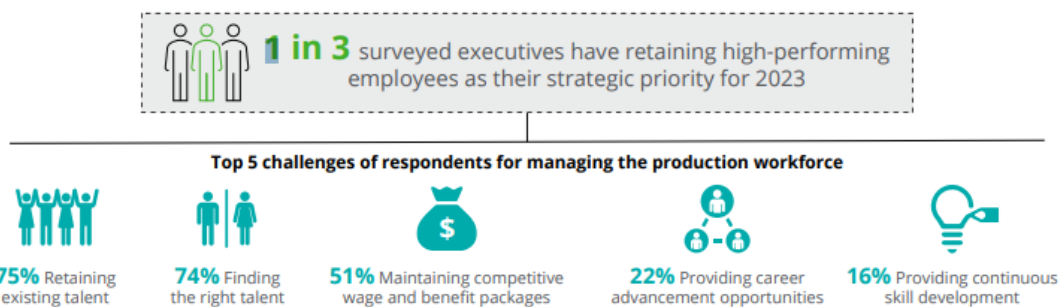 1 in 3 surveyed executives have retaining high-performing
employees as their strategic priority for 2023
Top 5 challenges of respondents for managing the production workforce
75% Retaining
existing talent
74% Finding
the right talent
51% Maintaining competitive
wage and benefit packages
22% Providing career
advancement opportunities
16% Providing continuous
skill development
$